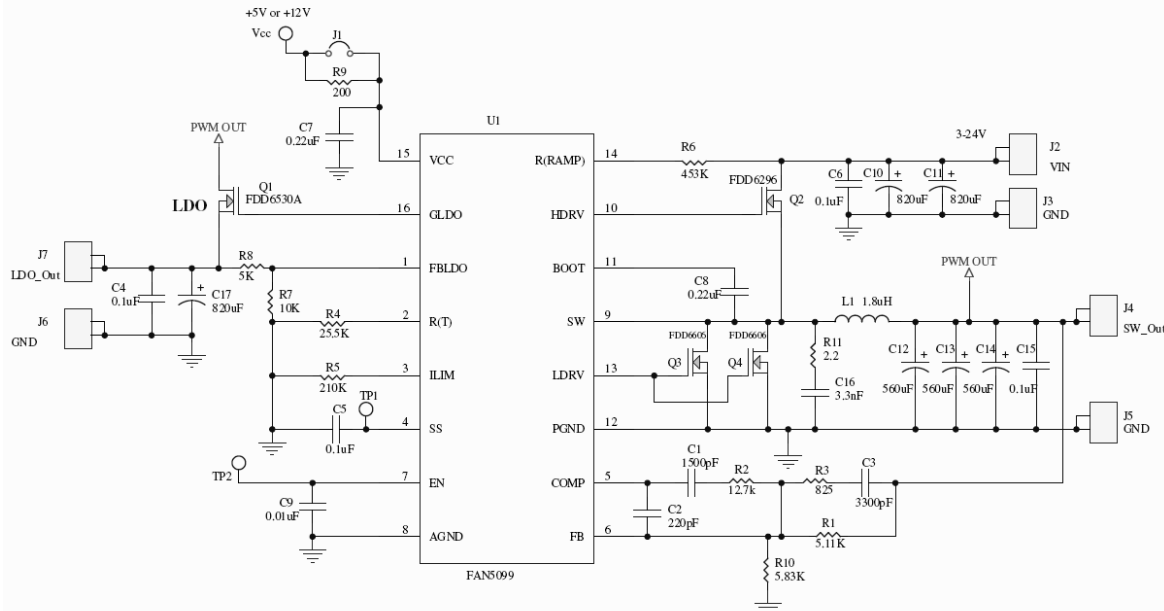 +5V or +12V
Vcc
J1
R9
200
U1
PWM OUT
C7
0.22uF
15
VCC
R(RAMP)
14
R6
453K
3-24V
J2
VIN
Q1
FDD6530A
LDO
16
GLDO
HDRV
10
FDD6296
Q2
C6
0.1uF
C10
+
820uF
C11
+
820uF
J3
GND
J7
LDO_Out
R8
5K
1
FBLDO
BOOT
11
C8
0.22uF
PWM OUT
C4
0.1uF
C17
+
820uF
R7
10K
J6
GND
R4
25.5K
2
R(T)
SW
9
L1 1.8uH
J4
SW_Out
FDD6606
FDD6606
Q3
Q4
R11
2.2
C12
+
560uF
C13
+
560uF
C14
+
560uF
C15
0.1uF
R5
210K
3
ILIM
LDRV
13
C16
3.3nF
C5
0.1uF
TP1
4
SS
PGND
12
J5
GND
TP2
7
EN
COMP
5
C1
1500pF
R2
12.7k
R3
825
C3
3300pF
C9
0.01uF
C2
220pF
8
AGND
FB
6
R1
5.11K
FAN5099
R10
5.83K